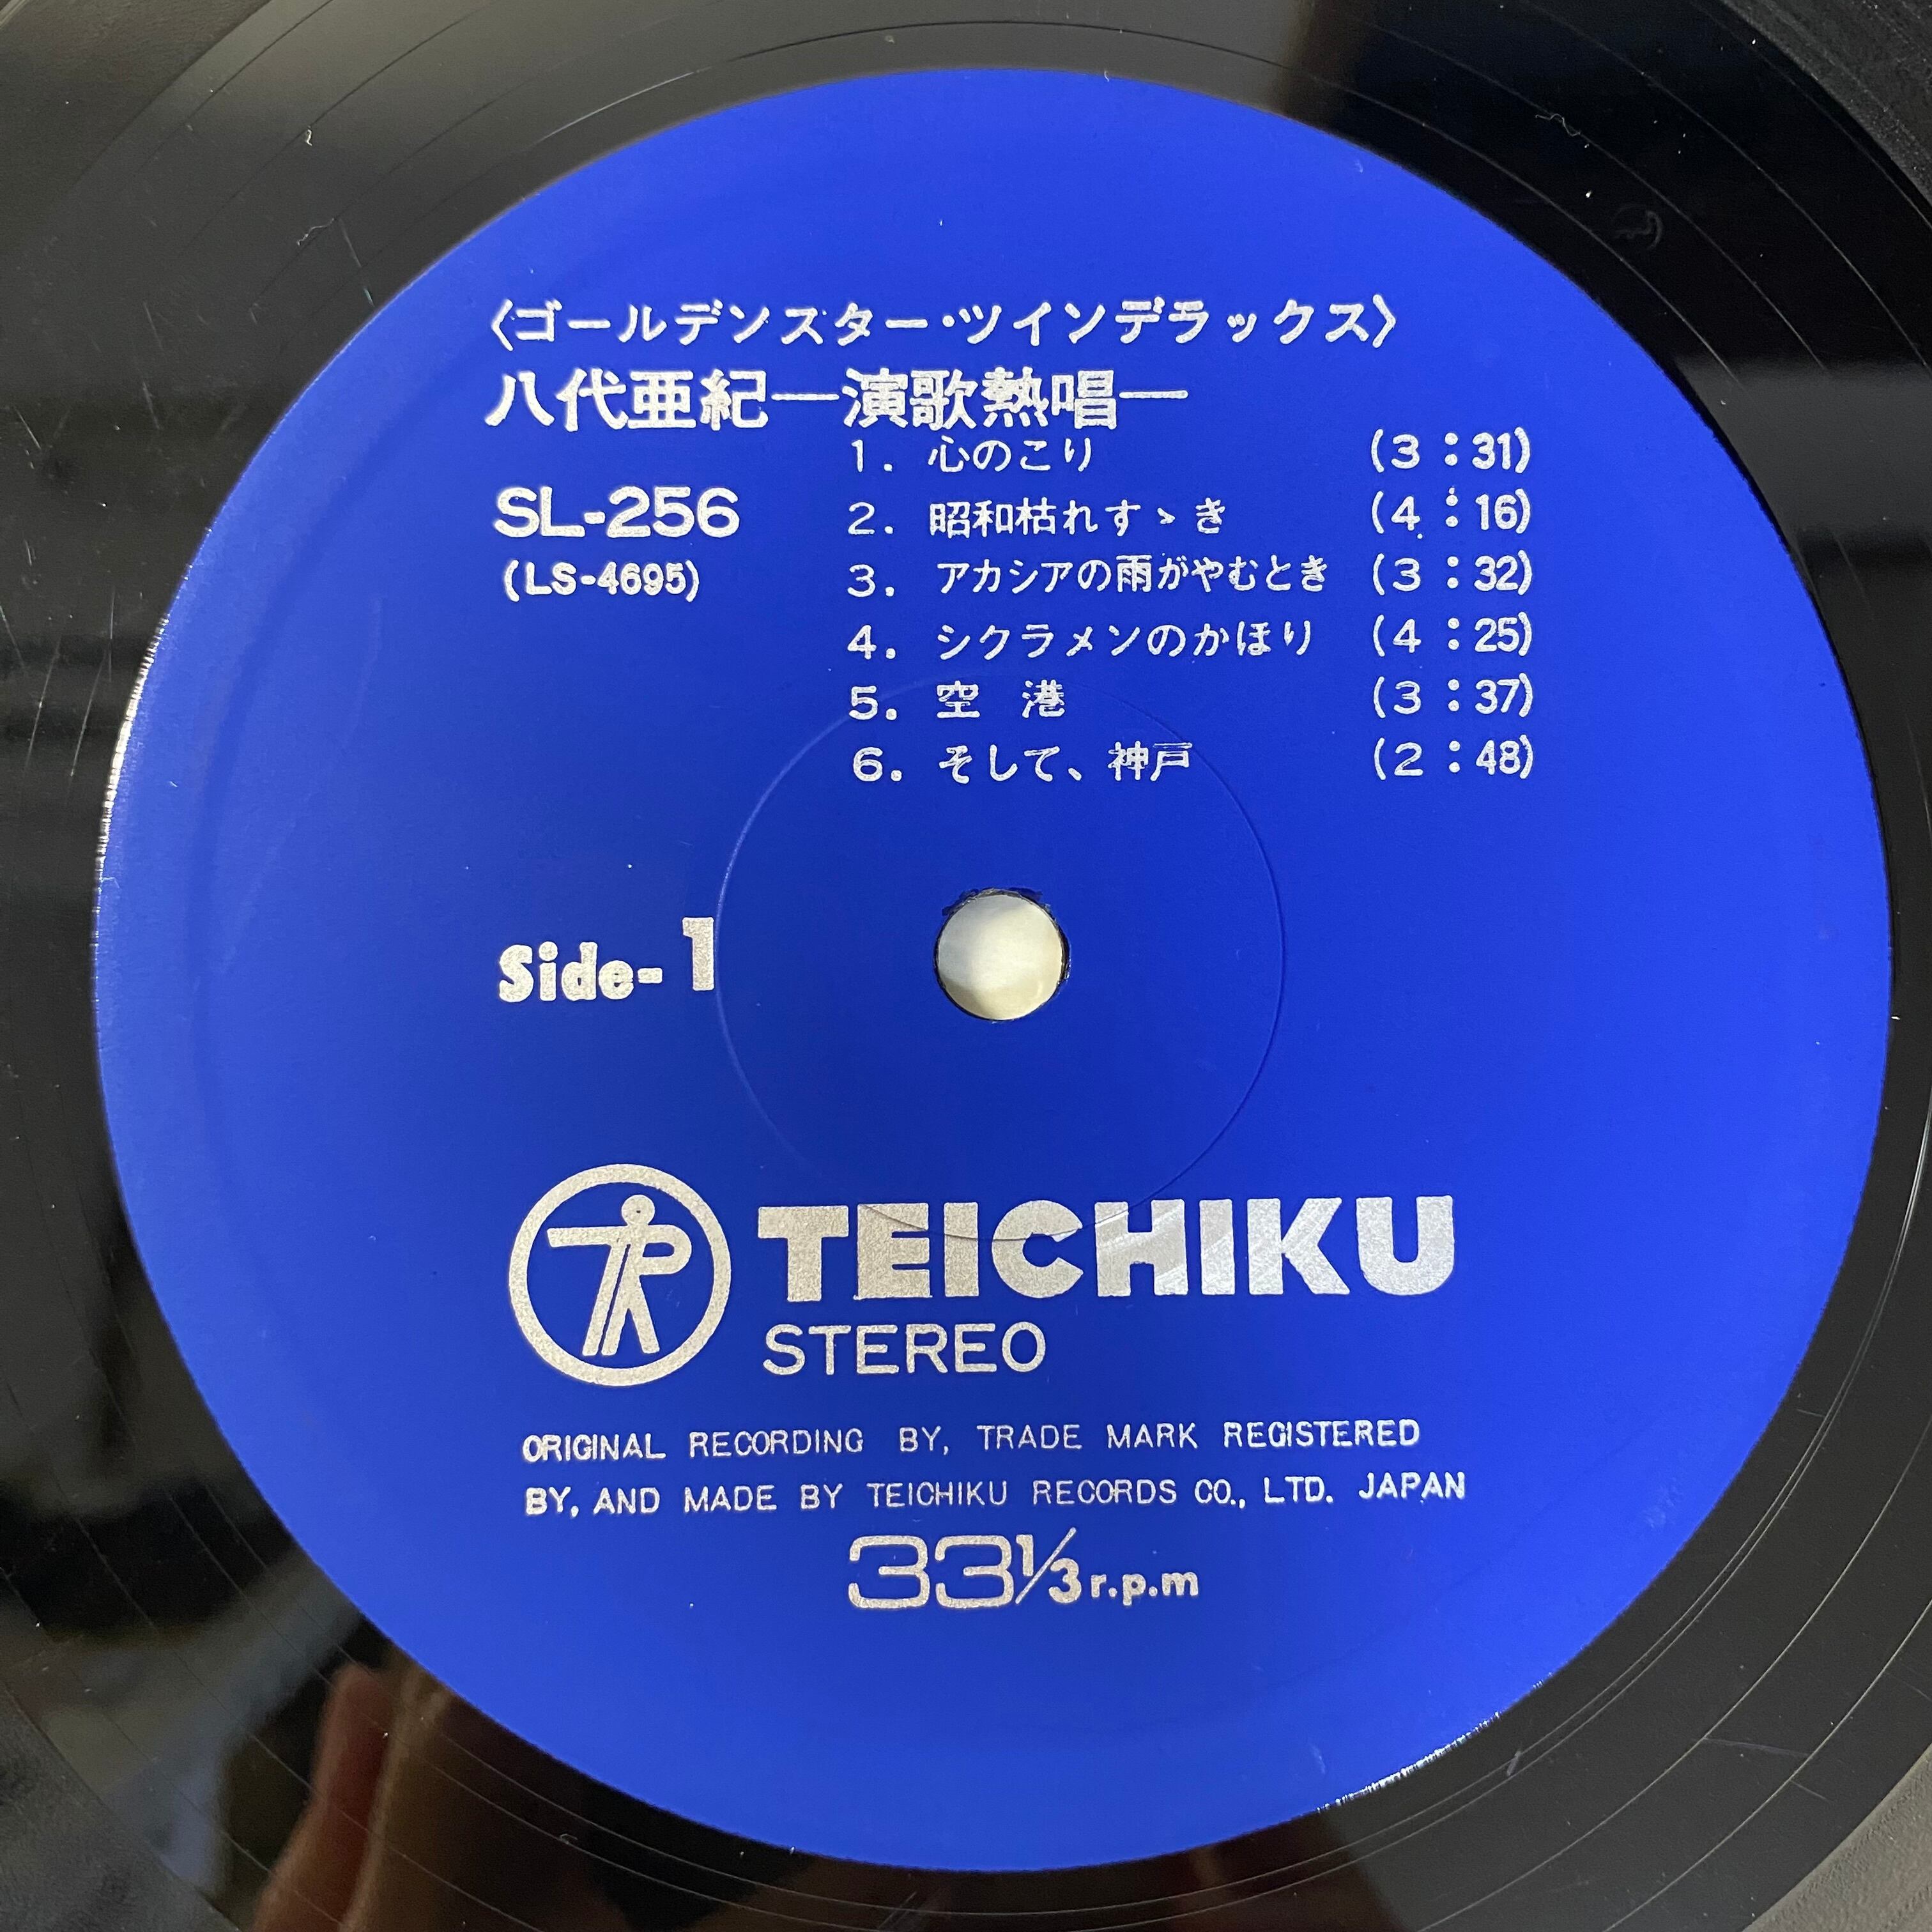 〈ゴールデンスター・ツインデラックス〉
八代亜紀―演歌熱唱―
SL-256
(LS-4695)
1. 心のこり (3:31)
2. 昭和枯れすゝき (4:16)
3. アカシアの雨がやむとき (3:32)
4. シクラメンのかほり (4:25)
5. 空 港 (3:37)
6. そして、神戸 (2:48)
Side-1
TEICHIKU
STEREO
ORIGINAL RECORDING BY, TRADE MARK REGISTERED
BY, AND MADE BY TEICHIKU RECORDS CO., LTD. JAPAN
33⅓r.p.m